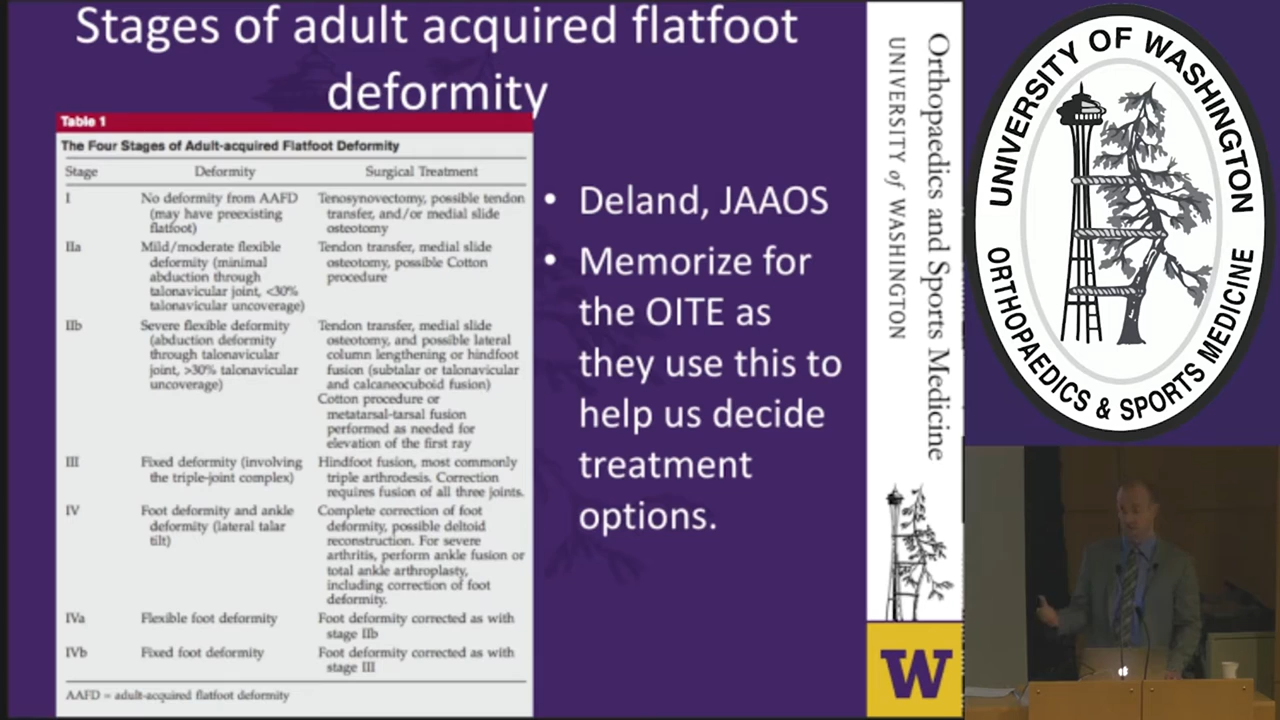 Stages of adult acquired flatfoot
deformity
Table 1
The Four Stages of Adult-acquired Flatfoot Deformity
Stage Deformity Surgical Treatment
I No deformity from AAFD
(may have preexisting
flatfoot)
Tenosynovectomy, possible tendon
transfer, and/or medial slide
osteotomy
IIa Mild/moderate flexible
deformity (minimal
abduction through
talonavicular joint, <30%
talonavicular uncoverage)
Tendon transfer, medial slide
osteotomy, possible Cotton
procedure
IIb Severe flexible deformity
(abduction deformity
through talonavicular
joint, >30% talonavicular
uncoverage)
Tendon transfer, medial slide
osteotomy, and possible lateral
column lengthening or hindfoot
fusion (subtalar or talonavicular
and calcaneocuboid fusion)
Cotton procedure or
metatarsal-tarsal fusion
performed as needed for
elevation of the first ray
III Fixed deformity (involving
the triple-joint complex)
Hindfoot fusion, most commonly
triple arthrodesis. Correction
requires fusion of all three joints.
IV Foot deformity and ankle
deformity (lateral talar
tilt)
Complete correction of foot
deformity, possible deltoid
reconstruction. For severe
arthritis, perform ankle fusion or
total ankle arthroplasty,
including correction of foot
deformity.
IVa Flexible foot deformity
Foot deformity corrected as with
stage IIb
IVb Fixed foot deformity
Foot deformity corrected as with
stage III
AAFD = adult-acquired flatfoot deformity
• Deland, JAAOS
• Memorize for
the OITE as
they use this to
help us decide
treatment
options.
Orthopaedics and Sports Medicine
UNIVERSITY of WASHINGTON
W
UNIVERSITY OF WASHINGTON
ORTHOPAEDICS & SPORTS MEDICINE